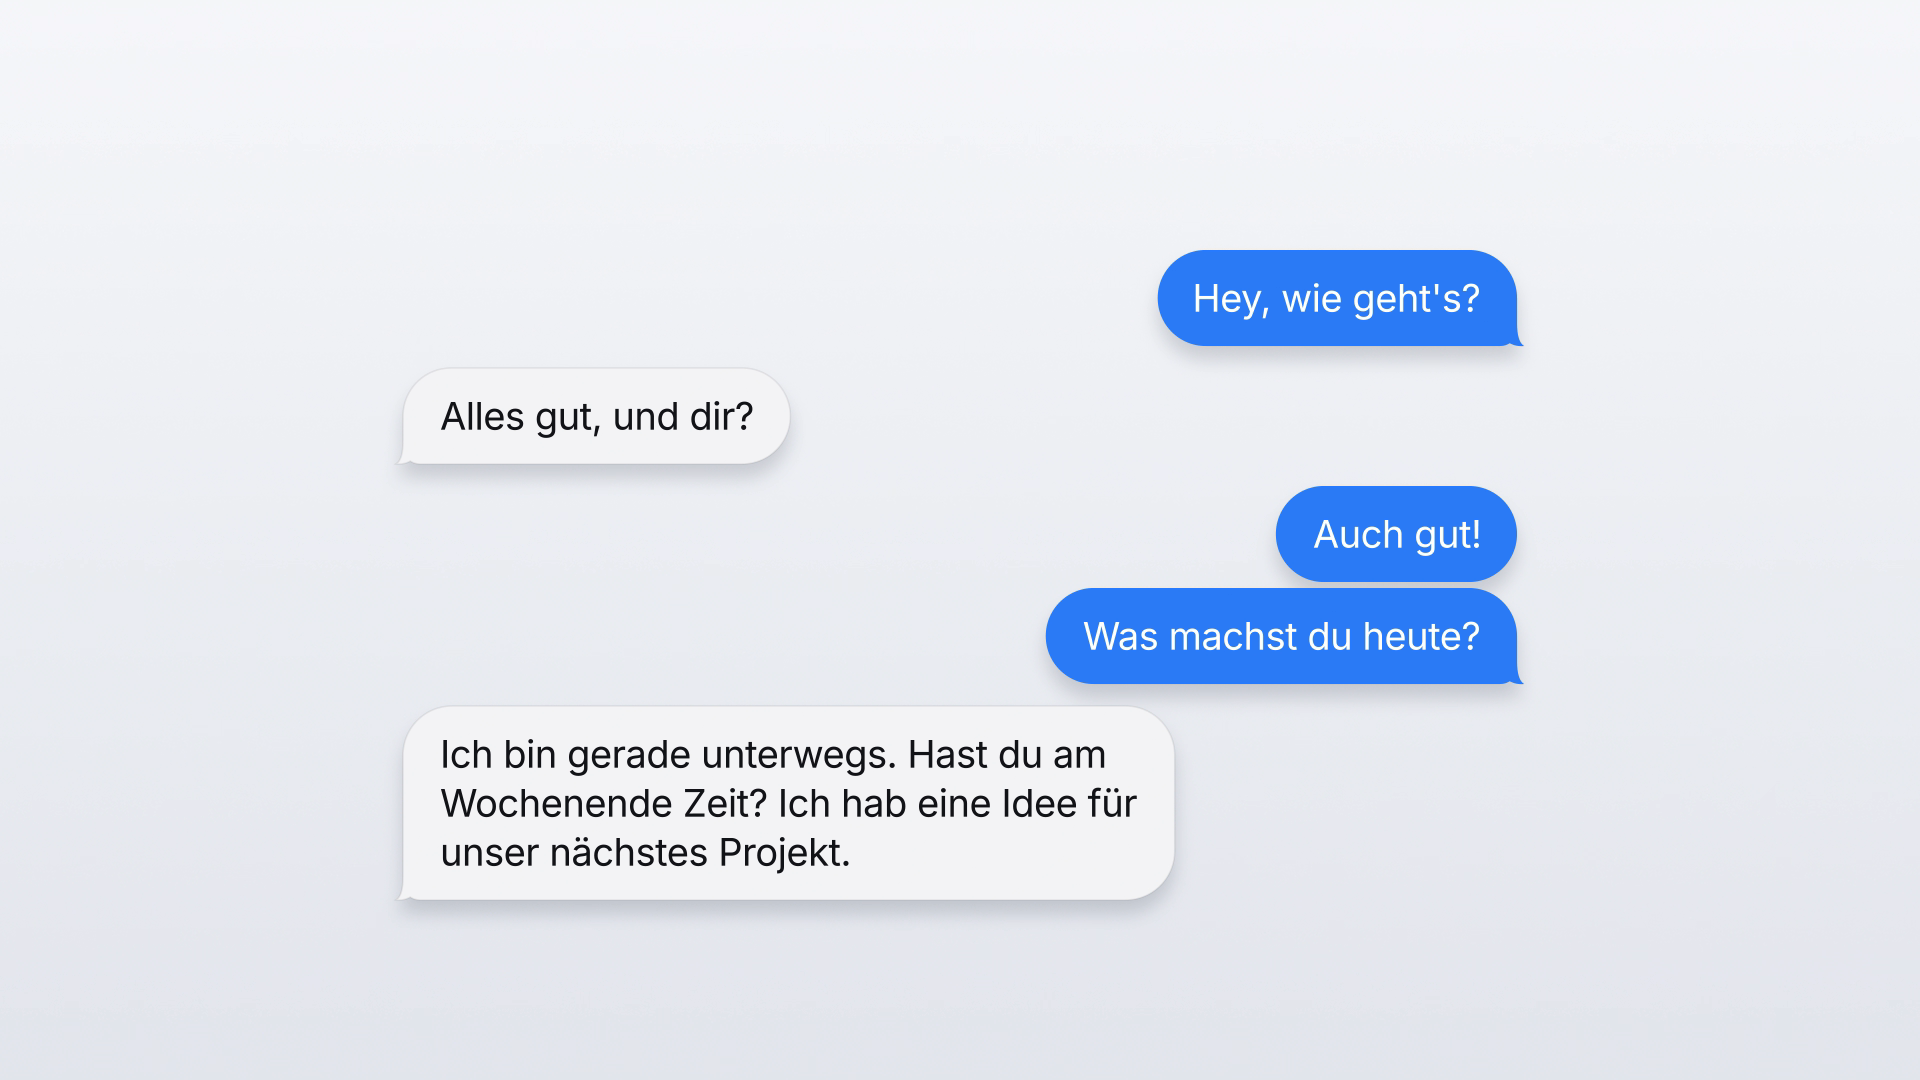 Hey, wie geht's?
Alles gut, und dir?
Auch gut!
Was machst du heute?
Ich bin gerade unterwegs. Hast du am
Wochenende Zeit? Ich hab eine Idee für
unser nächstes Projekt.